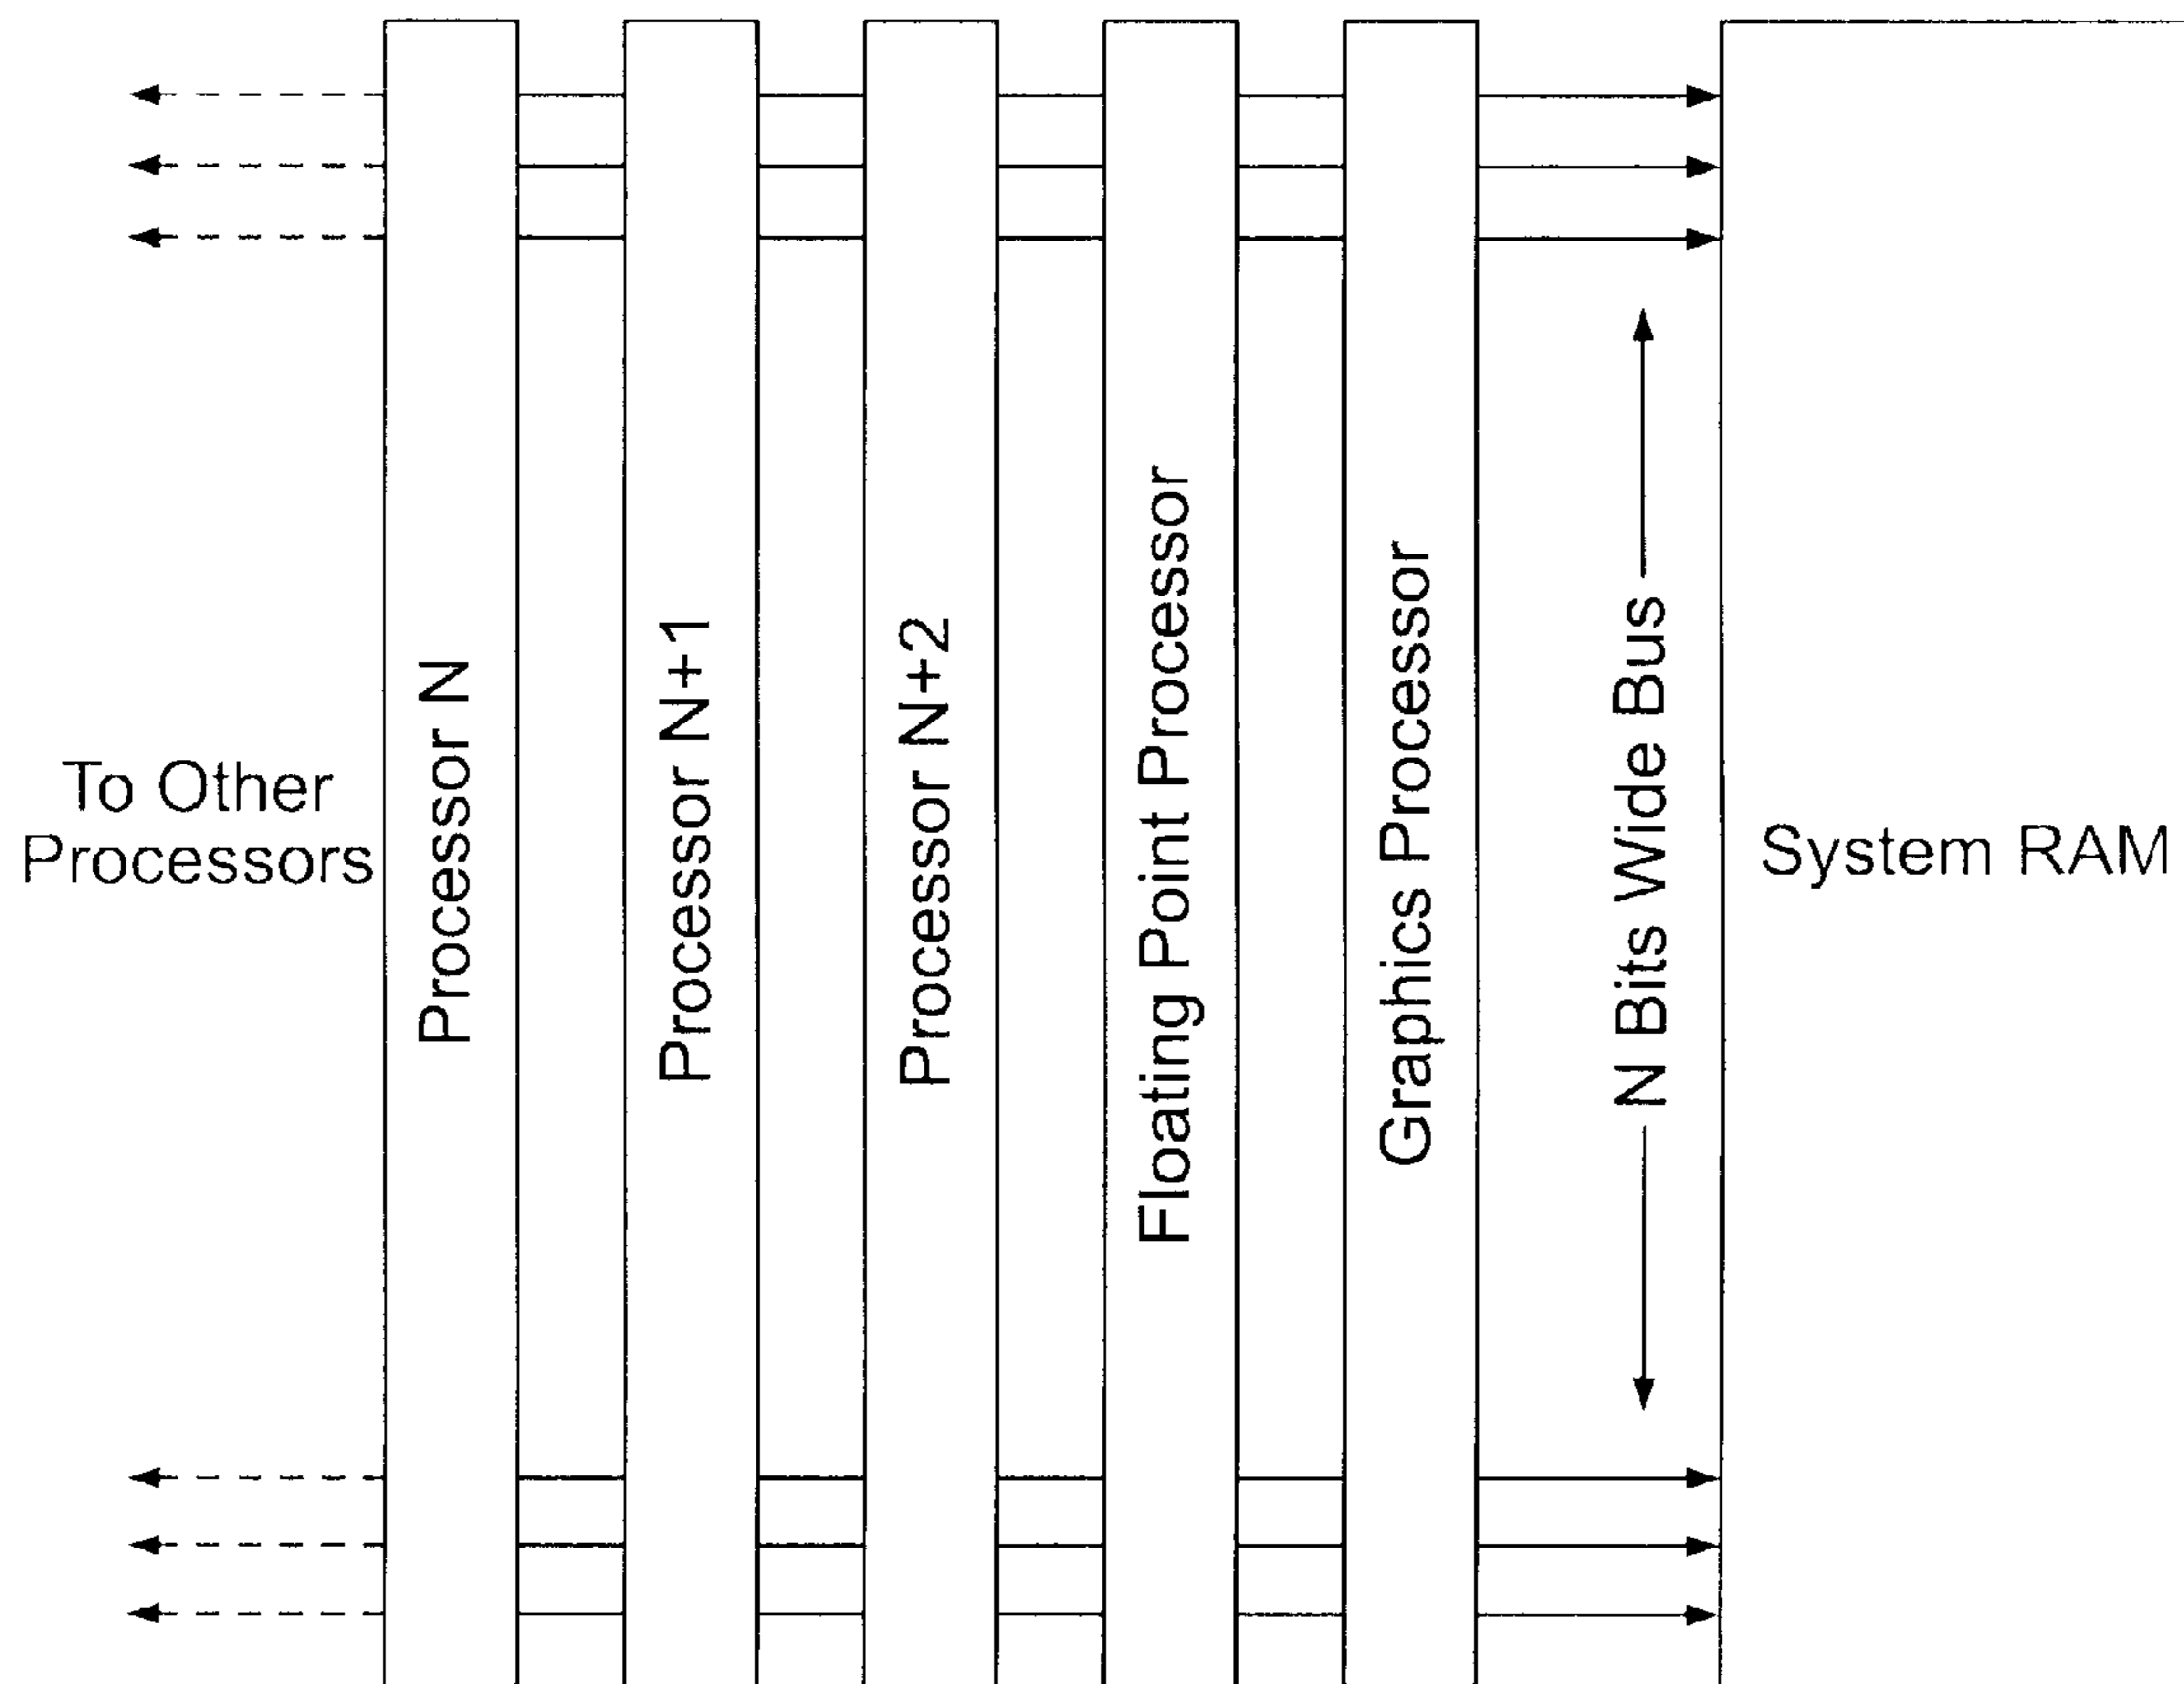 To Other
Processors
Processor N
Processor N+1
Processor N+2
Floating Point Processor
Graphics Processor
N Bits Wide Bus
System RAM